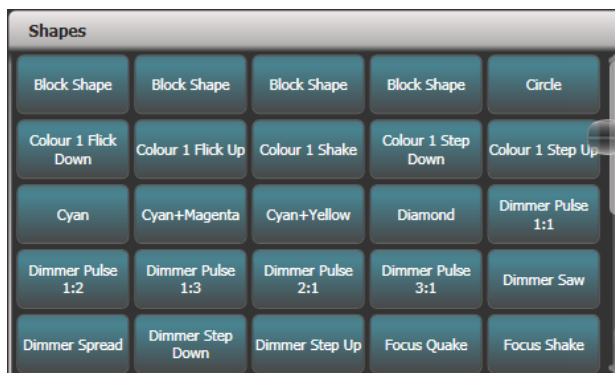 Shapes
Block Shape Block Shape Block Shape Block Shape Circle
Colour 1 Flick Down Colour 1 Flick Up Colour 1 Shake Colour 1 Step Down Colour 1 Step Up
Cyan Cyan+Magenta Cyan+Yellow Diamond Dimmer Pulse 1:1
Dimmer Pulse 1:2 Dimmer Pulse 1:3 Dimmer Pulse 2:1 Dimmer Pulse 3:1 Dimmer Saw
Dimmer Spread Dimmer Step Down Dimmer Step Up Focus Quake Focus Shake